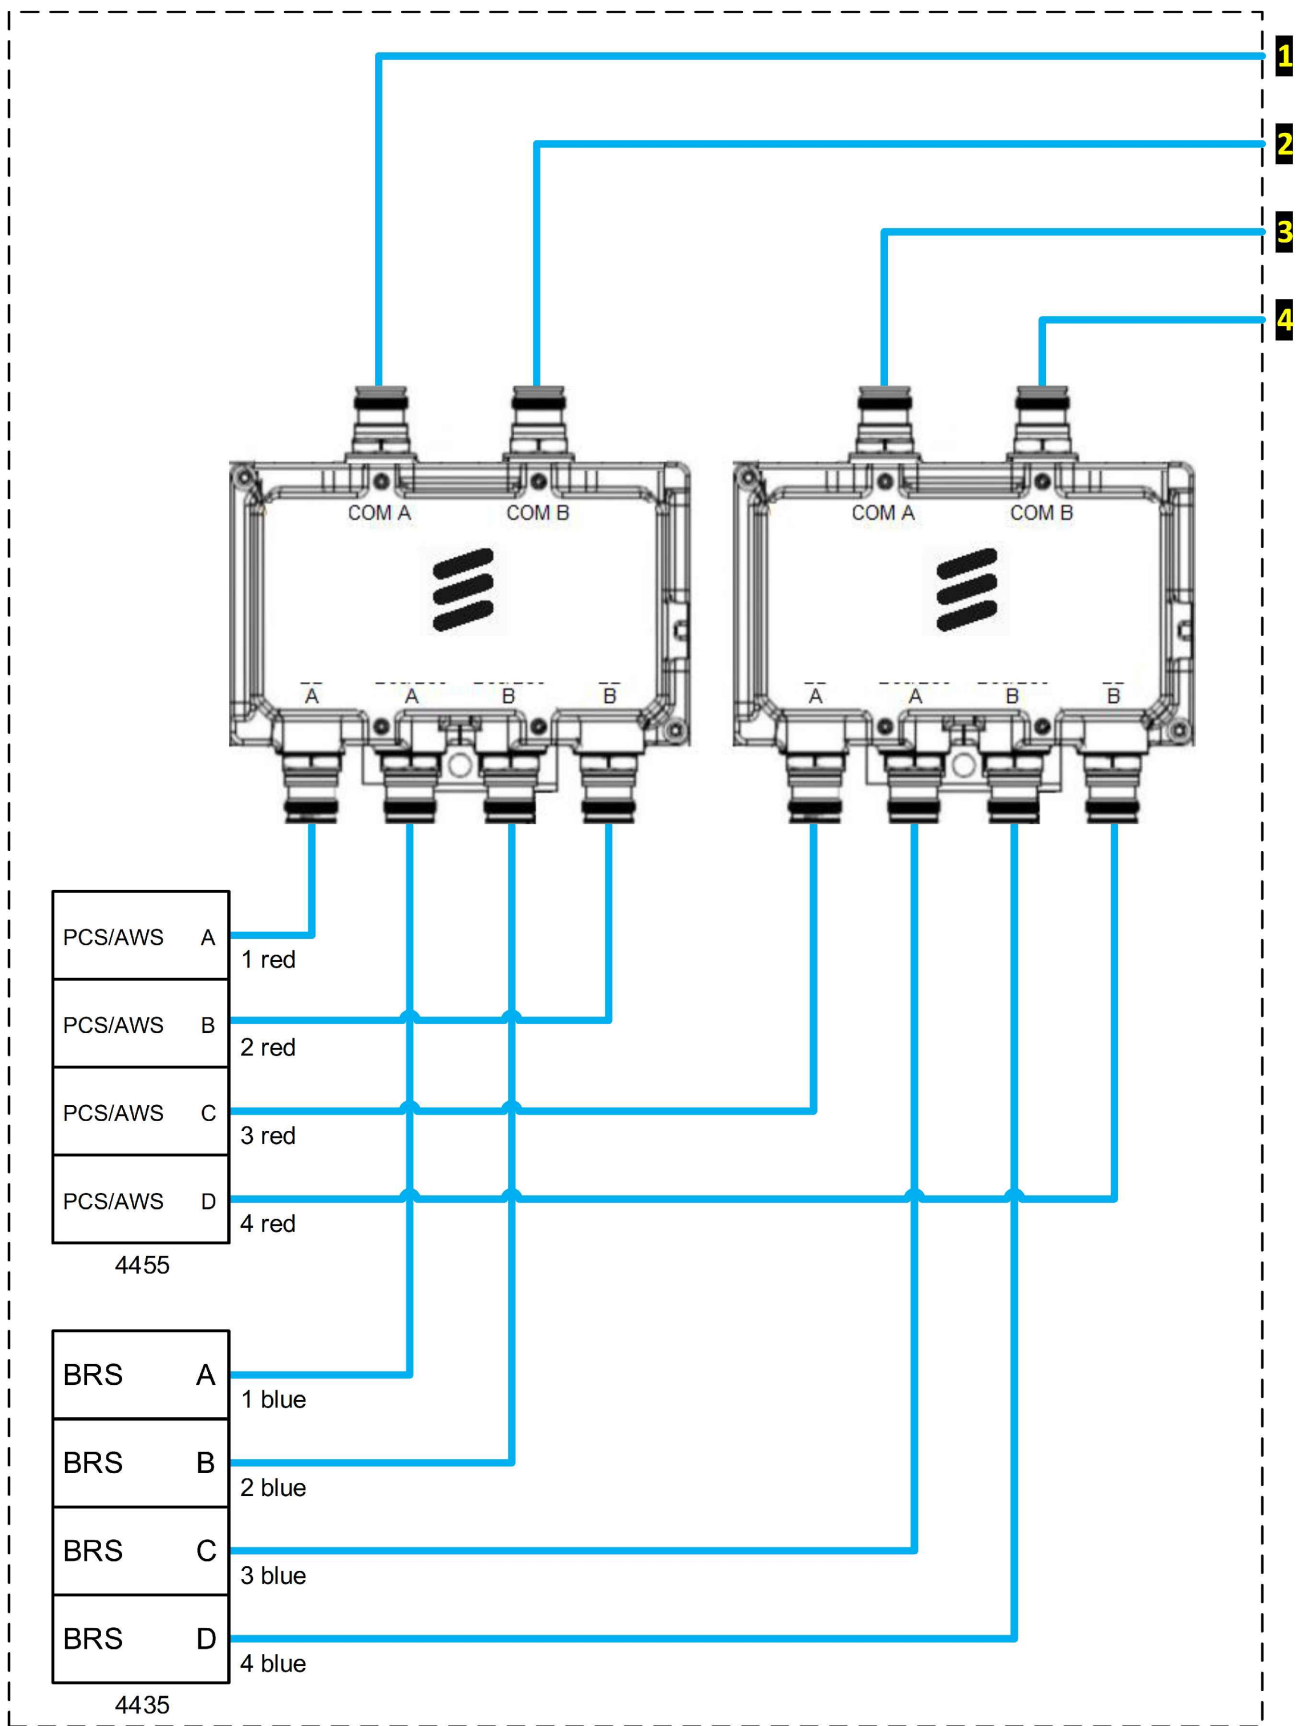 1
2
3
4
COM A COM B
COM A COM B
A A B B
A A B B
PCS/AWS A
1 red
PCS/AWS B
2 red
PCS/AWS C
3 red
PCS/AWS D
4 red
4455
BRS A
1 blue
BRS B
2 blue
BRS C
3 blue
BRS D
4 blue
4435